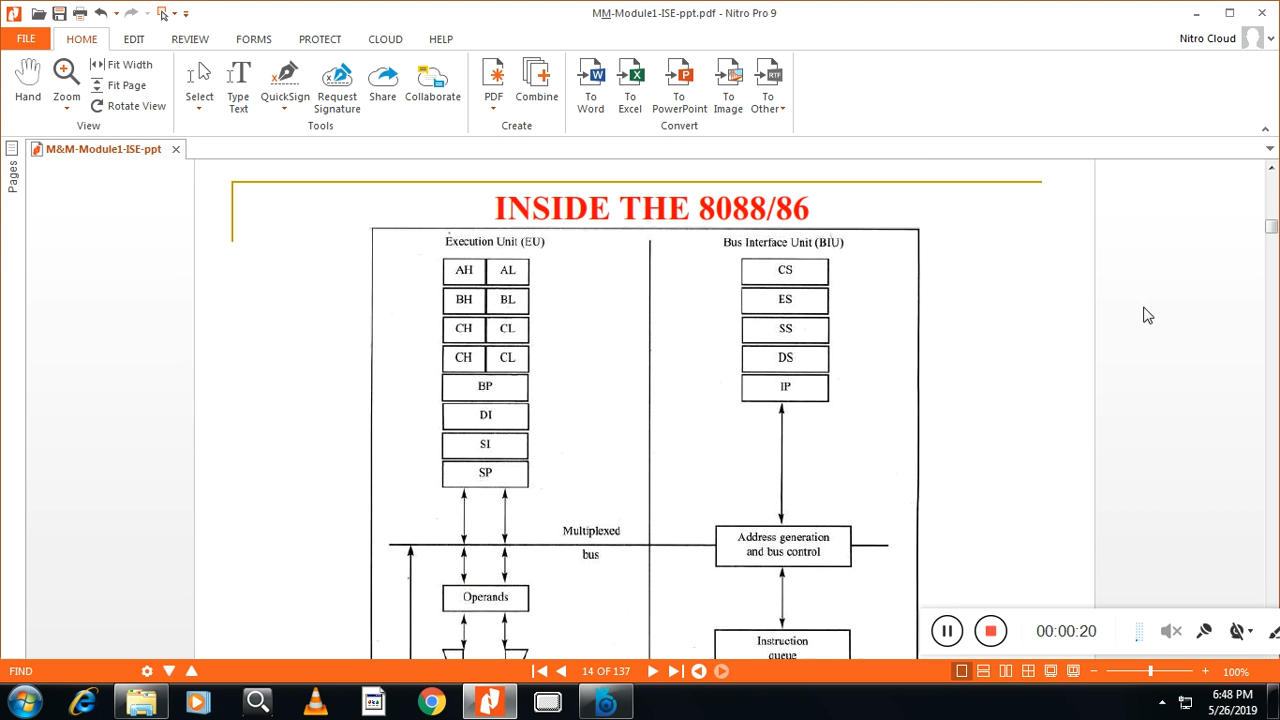 MM-Module1-ISE-ppt.pdf - Nitro Pro 9
FILE
HOME
EDIT
REVIEW
FORMS
PROTECT
CLOUD
HELP
Nitro Cloud
Hand
Zoom
Fit Width
Fit Page
Rotate View
View
Select
Type
Text
QuickSign
Request
Signature
Share
Collaborate
Tools
PDF
Combine
Create
To
Word
To
Excel
To
PowerPoint
To
Image
To
Other
Convert
Pages
M&M-Module1-ISE-ppt
INSIDE THE 8088/86
Execution Unit (EU)
Bus Interface Unit (BIU)
AH AL
BH BL
CH CL
CH CL
BP
DI
SI
SP
CS
ES
SS
DS
IP
Multiplexed
bus
Address generation
and bus control
Operands
Instruction
queue
00:00:20
FIND
14 OF 137
100%
6:48 PM
5/26/2019